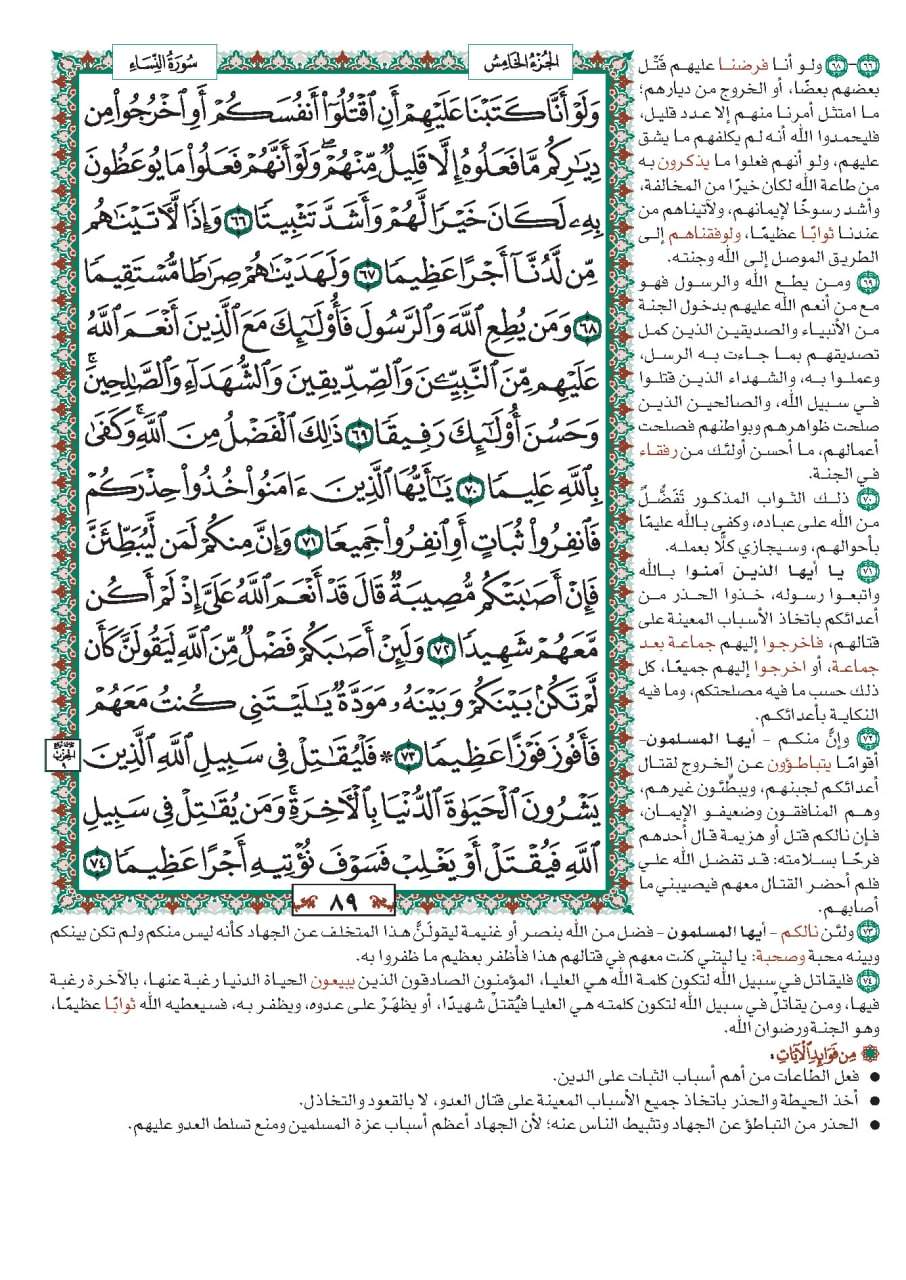 الجُزْءُ الخَامِسُ
سُورَةُ النِّسَاءِ
وَلَوْ أَنَّا كَتَبْنَا عَلَيْهِمْ أَنِ اقْتُلُوٓاْ أَنفُسَكُمْ أَوِ اخْرُجُواْ مِن
دِيَٰرِكُم مَّا فَعَلُوهُ إِلَّا قَلِيلٌ مِّنْهُمْ ۖ وَلَوْ أَنَّهُمْ فَعَلُواْ مَا يُوعَظُونَ
بِهِۦ لَكَانَ خَيْرًا لَّهُمْ وَأَشَدَّ تَثْبِيتًا ٦٦ وَإِذًا لَّأٓتَيْنَٰهُم
مِّن لَّدُنَّآ أَجْرًا عَظِيمًا ٦٧ وَلَهَدَيْنَٰهُمْ صِرَٰطًا مُّسْتَقِيمًا
٦٨ وَمَن يُطِعِ اللَّهَ وَالرَّسُولَ فَأُوْلَٰٓئِكَ مَعَ الَّذِينَ أَنْعَمَ اللَّهُ
عَلَيْهِم مِّنَ النَّبِيِّـۧنَ وَالصِّدِّيقِينَ وَالشُّهَدَآءِ وَالصَّٰلِحِينَ ۚ
وَحَسُنَ أُوْلَٰٓئِكَ رَفِيقًا ٦٩ ذَٰلِكَ الْفَضْلُ مِنَ اللَّهِ ۚ وَكَفَىٰ
بِاللَّهِ عَلِيمًا ٧٠ يَٰٓأَيُّهَا الَّذِينَ ءَامَنُواْ خُذُواْ حِذْرَكُمْ
فَانفِرُواْ ثُبَاتٍ أَوِ انفِرُواْ جَمِيعًا ٧١ وَإِنَّ مِنكُمْ لَمَن لَّيُبَطِّئَنَّ
فَإِنْ أَصَٰبَتْكُم مُّصِيبَةٌ قَالَ قَدْ أَنْعَمَ اللَّهُ عَلَيَّ إِذْ لَمْ أَكُن
مَّعَهُمْ شَهِيدًا ٧٢ وَلَئِنْ أَصَٰبَكُمْ فَضْلٌ مِّنَ اللَّهِ لَيَقُولَنَّ كَأَن
لَّمْ تَكُنۢ بَيْنَكُمْ وَبَيْنَهُۥ مَوَدَّةٌ يَٰلَيْتَنِي كُنتُ مَعَهُمْ
فَأَفُوزَ فَوْزًا عَظِيمًا ٧٣ * فَلْيُقَٰتِلْ فِي سَبِيلِ اللَّهِ الَّذِينَ
يَشْرُونَ الْحَيَوٰةَ الدُّنْيَا بِالْأٓخِرَةِ ۚ وَمَن يُقَٰتِلْ فِي سَبِيلِ
اللَّهِ فَيُقْتَلْ أَوْ يَغْلِبْ فَسَوْفَ نُؤْتِيهِ أَجْرًا عَظِيمًا ٧٤
٨٩
٦٦-٦٨ ولو أنا فرضنا عليهم قَتْل
بعضهم بعضًا، أو الخروج من ديارهم؛
ما امتثل أمرنا منهم إلا عدد قليل،
فليحمدوا الله أنه لم يكلفهم ما يشق
عليهم، ولو أنهم فعلوا ما يذكرون به
من طاعة الله لكان خيرًا من المخالفة،
وأشد رسوخًا لإيمانهم، ولآتيناهم من
عندنا ثوابًا عظيمًا، ولوفقناهم إلى
الطريق الموصل إلى الله وجنته.
٦٩ ومن يطع الله والرسول فهو
مع من أنعم الله عليهم بدخول الجنة
من الأنبياء والصديقين الذين كمل
تصديقهم بما جاءت به الرسل،
وعملوا به، والشهداء الذين قتلوا
في سبيل الله، والصالحين الذين
صلحت ظواهرهم وبواطنهم فصلحت
أعمالهم، ما أحسن أولئك من رفقاء
في الجنة.
٧٠ ذلك الثواب المذكور تَفَضُّلٌ
من الله على عباده، وكفى بالله عليمًا
بأحوالهم، وسيجازي كلًّا بعمله.
٧١ يا أيها الذين آمنوا بالله
واتبعوا رسوله، خذوا الحذر من
أعدائكم باتخاذ الأسباب المعينة على
قتالهم، فاخرجوا إليهم جماعة بعد
جماعة، أو اخرجوا إليهم جميعًا، كل
ذلك حسب ما فيه مصلحتكم، وما فيه
النكاية بأعدائكم.
٧٢ وإنَّ منكم - أيها المسلمون-
أقوامًا يتباطؤون عن الخروج لقتال
أعدائكم لجبنهم، ويبطِّئون غيرهم،
وهم المنافقون وضعيفو الإيمان،
فإن نالكم قتل أو هزيمة قال أحدهم
فرحًا بسلامته: قد تفضل الله علي
فلم أحضر القتال معهم فيصيبني ما
أصابهم.
٧٣ ولئن نالكم - أيها المسلمون - فضل من الله بنصر أو غنيمة ليقولنَّ هذا المتخلف عن الجهاد كأنه ليس منكم ولم تكن بينكم
وبينه محبة وصحبة: يا ليتني كنت معهم في قتالهم هذا فأظفر بعظيم ما ظفروا به.
٧٤ فليقاتل في سبيل الله لتكون كلمة الله هي العليا، المؤمنون الصادقون الذين يبيعون الحياة الدنيا رغبة عنها، بالآخرة رغبة
فيها، ومن يقاتلْ في سبيل الله لتكون كلمته هي العليا فيُقتلْ شهيدًا، أو يظهَرْ على عدوه، ويظفر به، فسيعطيه الله ثوابًا عظيمًا،
وهو الجنة ورضوان الله.
مِن فَوَائِدِ الْآيَاتِ:
● فعل الطاعات من أهم أسباب الثبات على الدين.
● أخذ الحيطة والحذر باتخاذ جميع الأسباب المعينة على قتال العدو، لا بالقعود والتخاذل.
● الحذر من التباطؤ عن الجهاد وتثبيط الناس عنه؛ لأن الجهاد أعظم أسباب عزة المسلمين ومنع تسلط العدو عليهم.